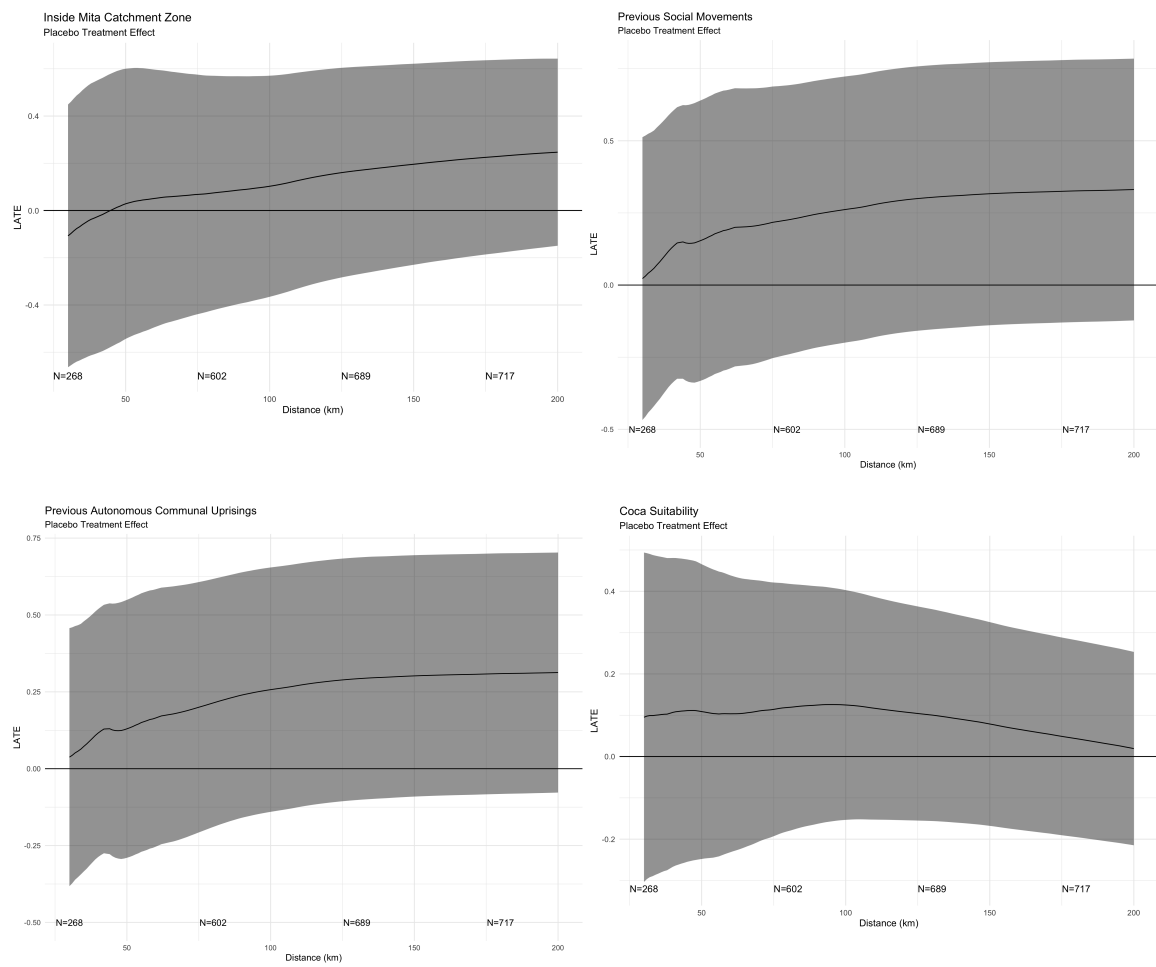 Inside Mita Catchment Zone
Placebo Treatment Effect
LATE
0.4
0.0
-0.4
N=268
N=602
N=689
N=717
50
100
150
200
Distance (km)
Previous Social Movements
Placebo Treatment Effect
LATE
0.5
0.0
-0.5
N=268
N=602
N=689
N=717
50
100
150
200
Distance (km)
Previous Autonomous Communal Uprisings
Placebo Treatment Effect
LATE
0.75
0.50
0.25
0.00
-0.25
-0.50
N=268
N=602
N=689
N=717
50
100
150
200
Distance (km)
Coca Suitability
Placebo Treatment Effect
LATE
0.4
0.2
0.0
-0.2
N=268
N=602
N=689
N=717
50
100
150
200
Distance (km)